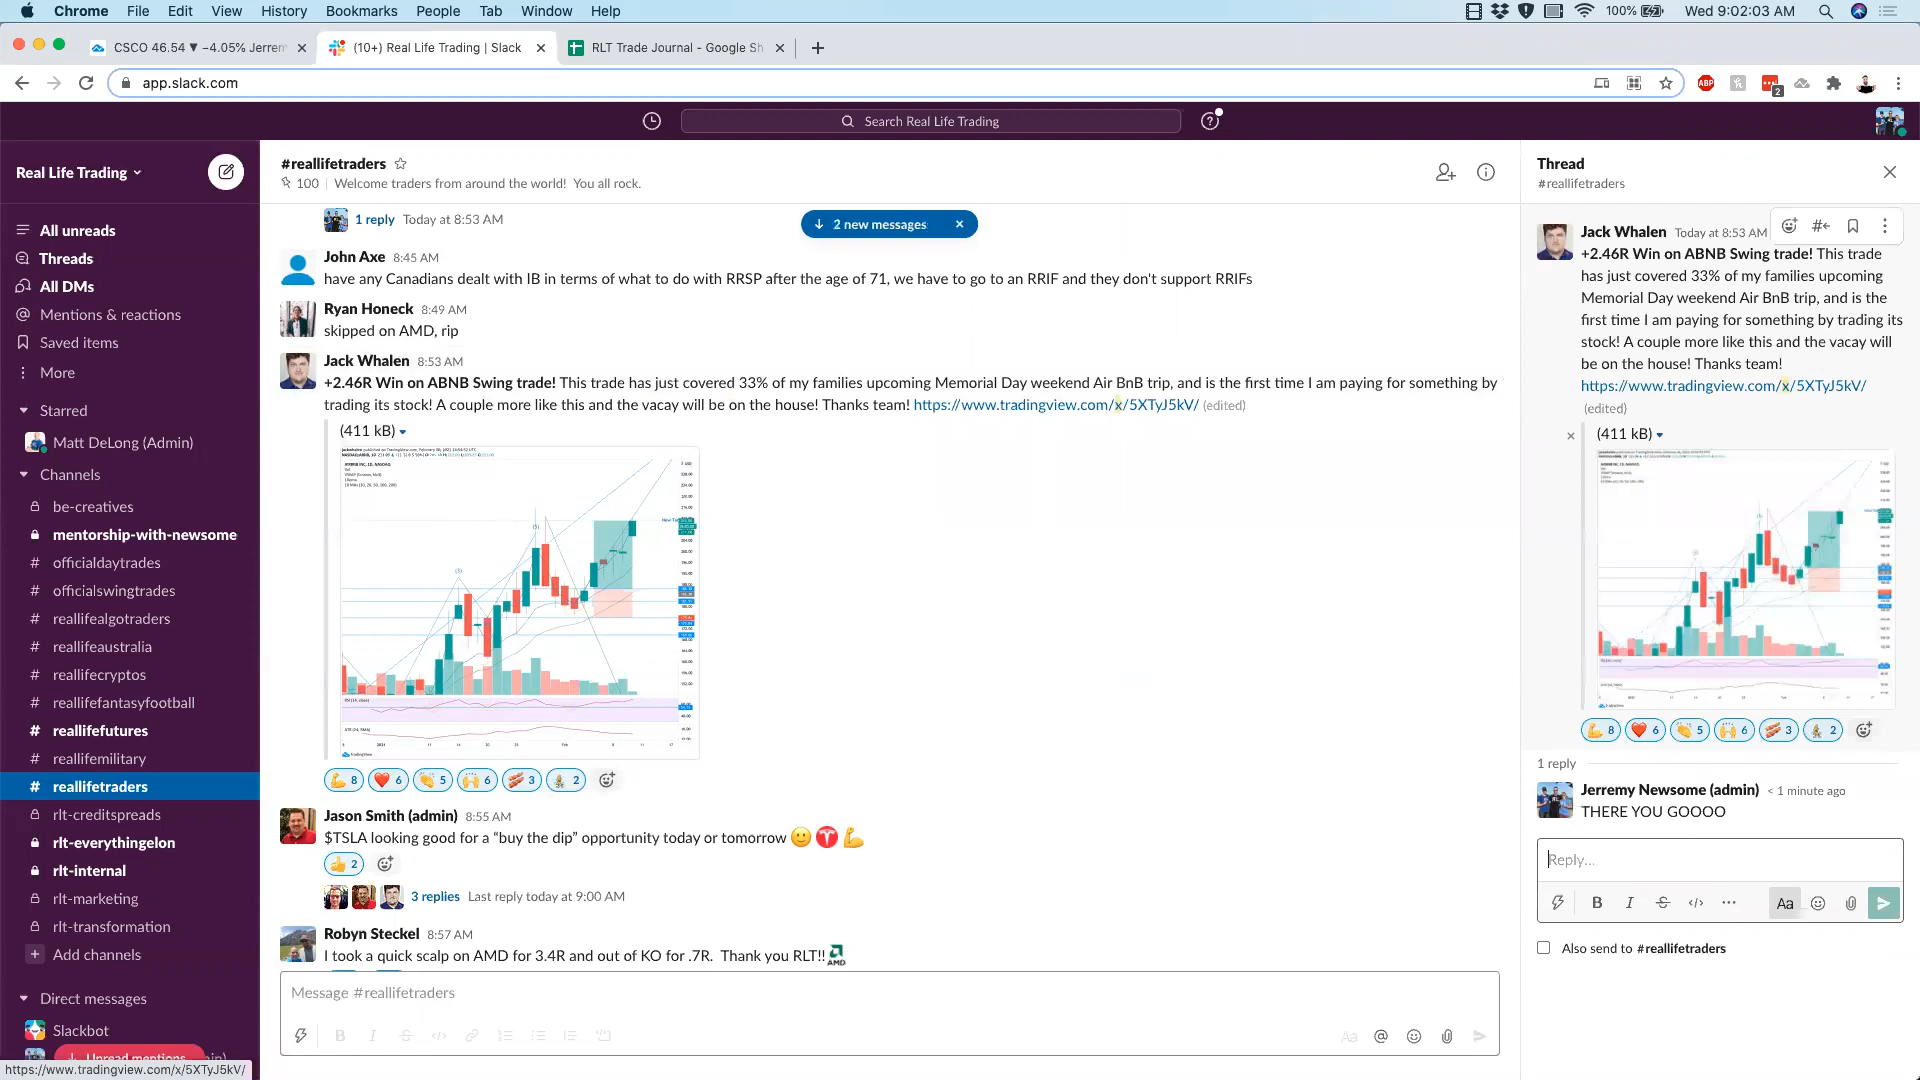 Chrome File Edit View History Bookmarks People Tab Window Help 100% Wed 9:02:03 AM
CSCO 46.54 ▼ −4.05% Jerrem
(10+) Real Life Trading | Slack
RLT Trade Journal - Google Sh
app.slack.com
ABP
2
Search Real Life Trading
Real Life Trading
All unreads
Threads
All DMs
Mentions & reactions
Saved items
More
Starred
Matt DeLong (Admin)
Channels
be-creatives
mentorship-with-newsome
# officialdaytrades
# officialswingtrades
# reallifealgotraders
# reallifeaustralia
# reallifecryptos
# reallifefantasyfootball
# reallifefutures
# reallifemilitary
# reallifetraders
rlt-creditspreads
rlt-everythingelon
rlt-internal
rlt-marketing
rlt-transformation
+ Add channels
Direct messages
Slackbot
Unread mentions
https://www.tradingview.com/x/5XTyJ5kV/
#reallifetraders
100 | Welcome traders from around the world! You all rock.
1 reply Today at 8:53 AM
2 new messages
John Axe 8:45 AM
have any Canadians dealt with IB in terms of what to do with RRSP after the age of 71, we have to go to an RRIF and they don't support RRIFs
Ryan Honeck 8:49 AM
skipped on AMD, rip
Jack Whalen 8:53 AM
+2.46R Win on ABNB Swing trade! This trade has just covered 33% of my families upcoming Memorial Day weekend Air BnB trip, and is the first time I am paying for something by
trading its stock! A couple more like this and the vacay will be on the house! Thanks team! https://www.tradingview.com/x/5XTyJ5kV/ (edited)
(411 kB)
8 6 5 6 3 2
Jason Smith (admin) 8:55 AM
$TSLA looking good for a “buy the dip” opportunity today or tomorrow
2
3 replies Last reply today at 9:00 AM
Robyn Steckel 8:57 AM
I took a quick scalp on AMD for 3.4R and out of KO for .7R. Thank you RLT!!
AMD
Message #reallifetraders
B I S </> Aa @
Thread
#reallifetraders
Jack Whalen Today at 8:53 AM
+2.46R Win on ABNB Swing trade! This trade
has just covered 33% of my families upcoming
Memorial Day weekend Air BnB trip, and is the
first time I am paying for something by trading its
stock! A couple more like this and the vacay will
be on the house! Thanks team!
https://www.tradingview.com/x/5XTyJ5kV/
(edited)
(411 kB)
8 6 5 6 3 2
1 reply
Jerremy Newsome (admin) < 1 minute ago
THERE YOU GOOOO
Reply...
B I S </> Aa
Also send to #reallifetraders